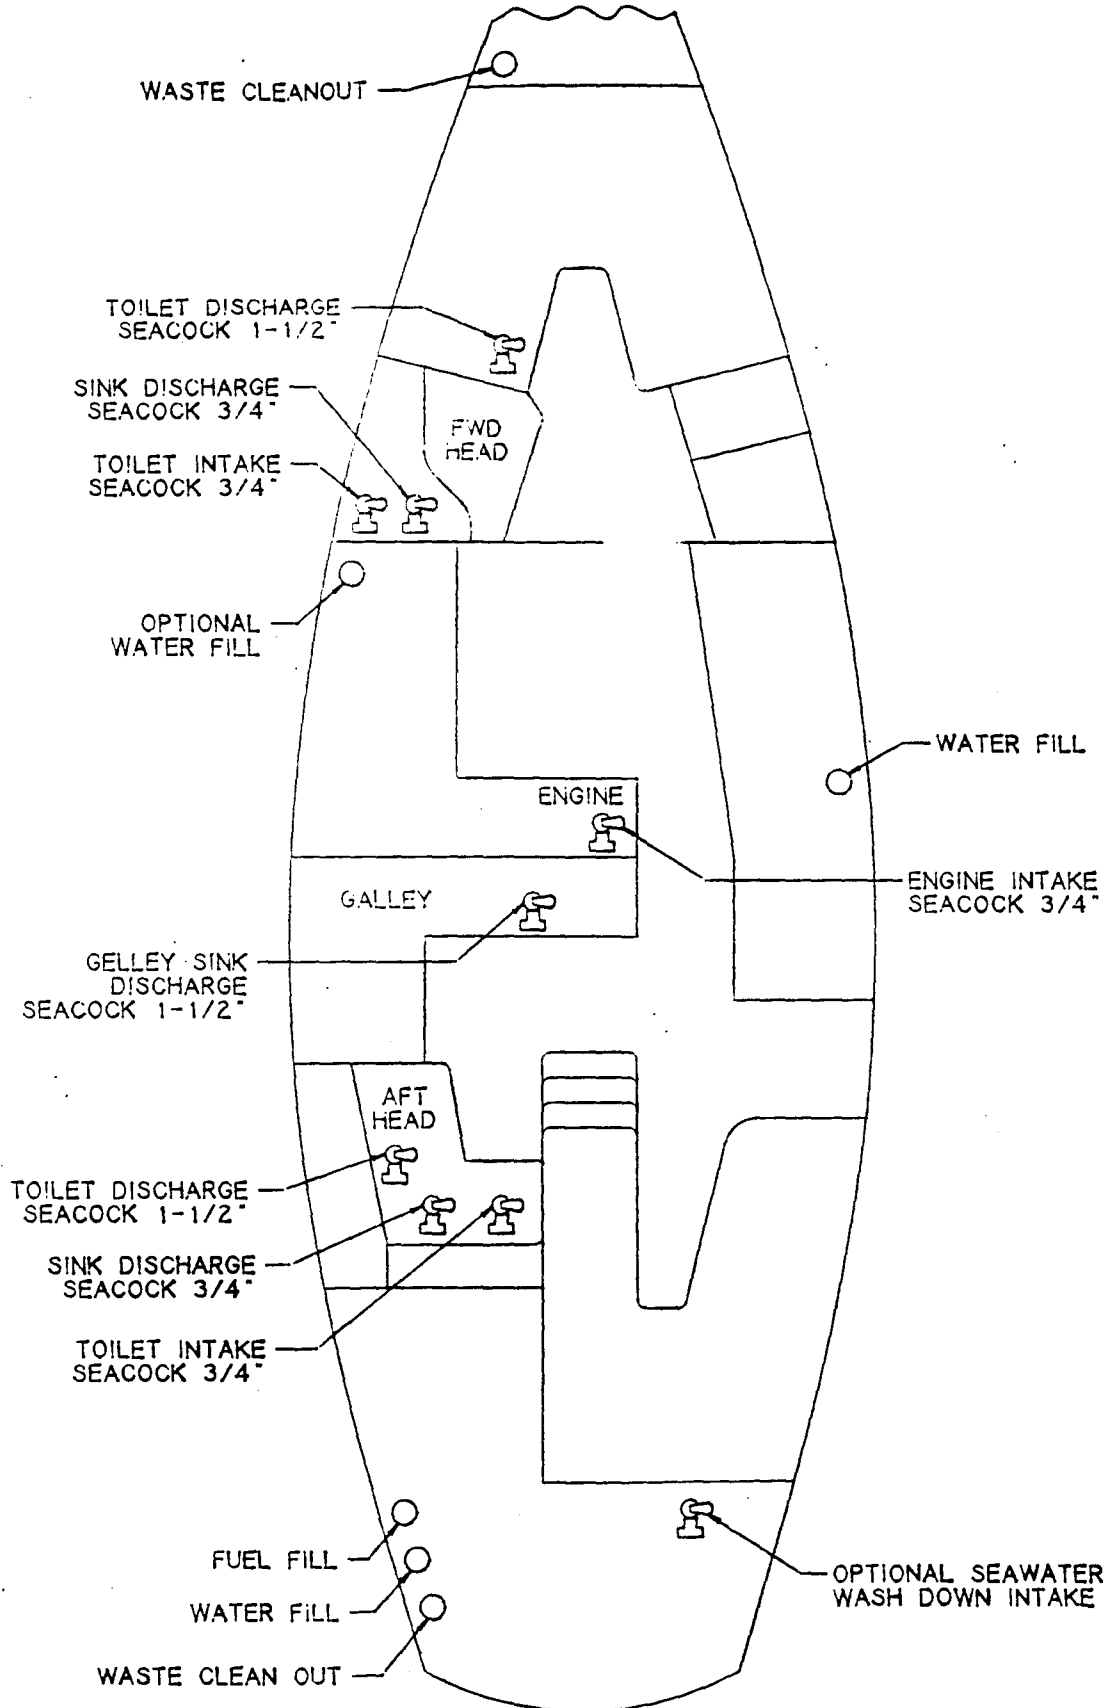 WASTE CLEANOUT
TOILET DISCHARGE
SEACOCK 1-1/2"
SINK DISCHARGE
SEACOCK 3/4"
FWD
HEAD
TOILET INTAKE
SEACOCK 3/4"
OPTIONAL
WATER FILL
WATER FILL
ENGINE
ENGINE INTAKE
SEACOCK 3/4"
GALLEY
GELLEY SINK
DISCHARGE
SEACOCK 1-1/2"
AFT
HEAD
TOILET DISCHARGE
SEACOCK 1-1/2"
SINK DISCHARGE
SEACOCK 3/4"
TOILET INTAKE
SEACOCK 3/4"
FUEL FILL
WATER FILL
WASTE CLEAN OUT
OPTIONAL SEAWATER
WASH DOWN INTAKE